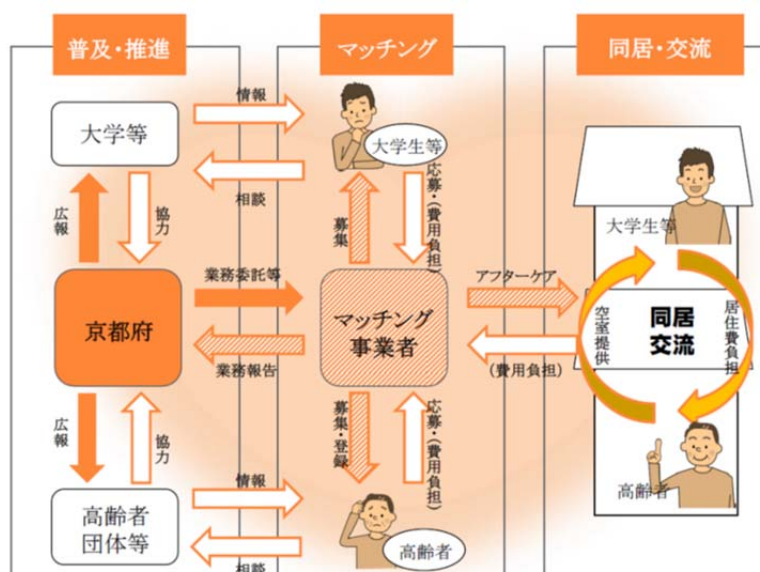 普及・推進
マッチング
同居・交流
大学等
情報
相談
大学生等
広報
協力
募集
応募・(費用負担)
大学生等
京都府
業務委託等
業務報告
マッチング
事業者
アフターケア
(費用負担)
空室提供
同居
交流
居住費負担
広報
協力
募集・登録
応募・(費用負担)
高齢者
団体等
情報
相談
高齢者
高齢者